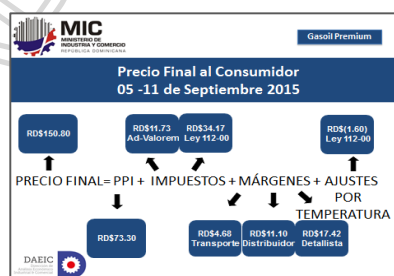 MIC
MINISTERIO DE
INDUSTRIA Y COMERCIO
REPÚBLICA DOMINICANA
Gasoil Premium
Precio Final al Consumidor
05 -11 de Septiembre 2015
RD$150.80
RD$11.73
Ad-Valorem
RD$34.17
Ley 112-00
RD$(1.60)
Ley 112-00
PRECIO FINAL= PPI + IMPUESTOS + MÁRGENES + AJUSTES
POR
TEMPERATURA
RD$73.30
RD$4.68
Transporte
RD$11.10
Distribuidor
RD$17.42
Detallista
DAEIC